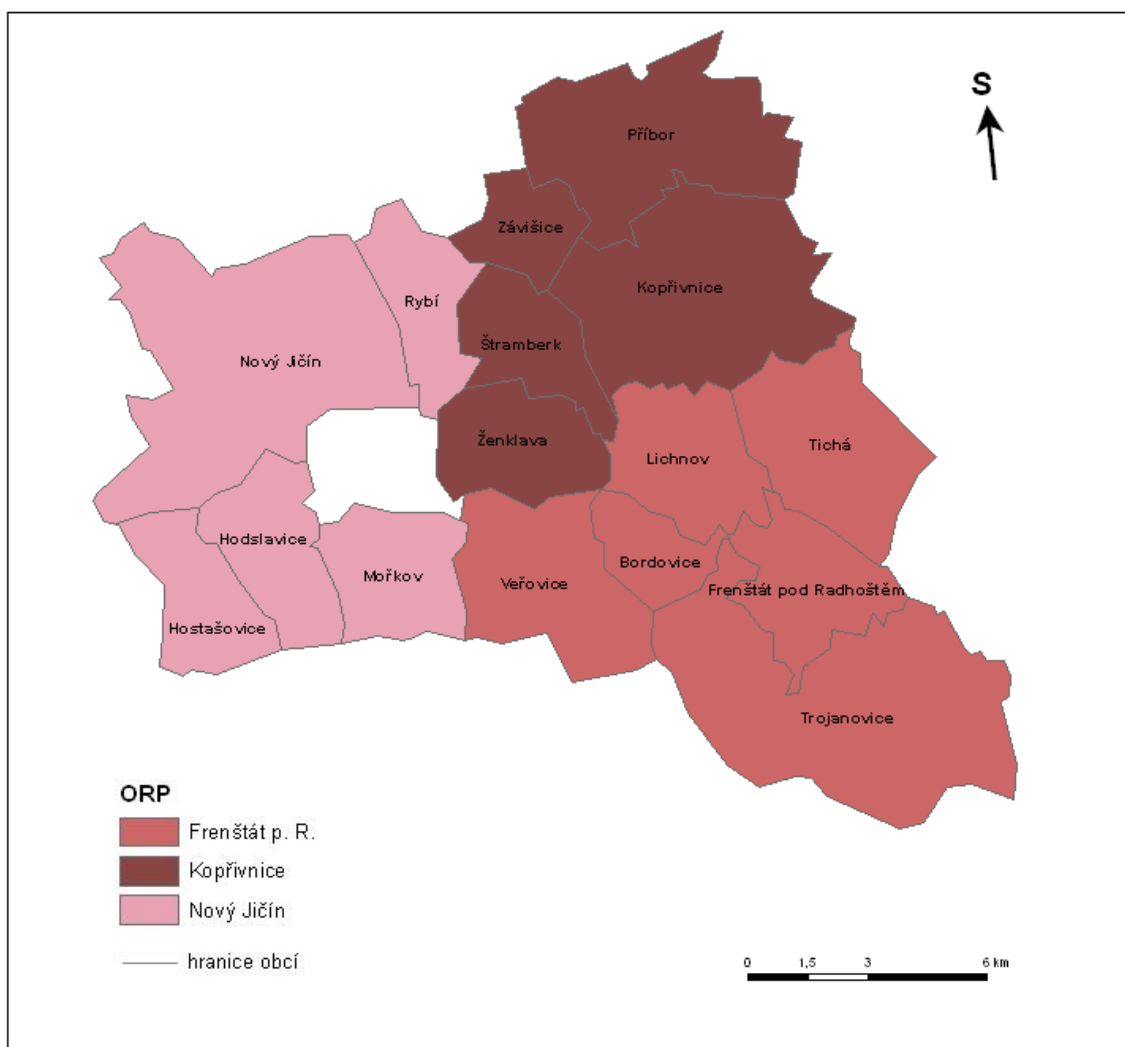 S
Příbor
Závišice
Kopřivnice
Rybí
Štramberk
Nový Jičín
Ženklava
Lichnov
Tichá
Hodslavice
Mořkov
Veřovice
Bordovice
Frenštát pod Radhoštěm
Hostašovice
Trojanovice
ORP
Frenštát p. R.
Kopřivnice
Nový Jičín
hranice obcí
0 1,5 3 6 km